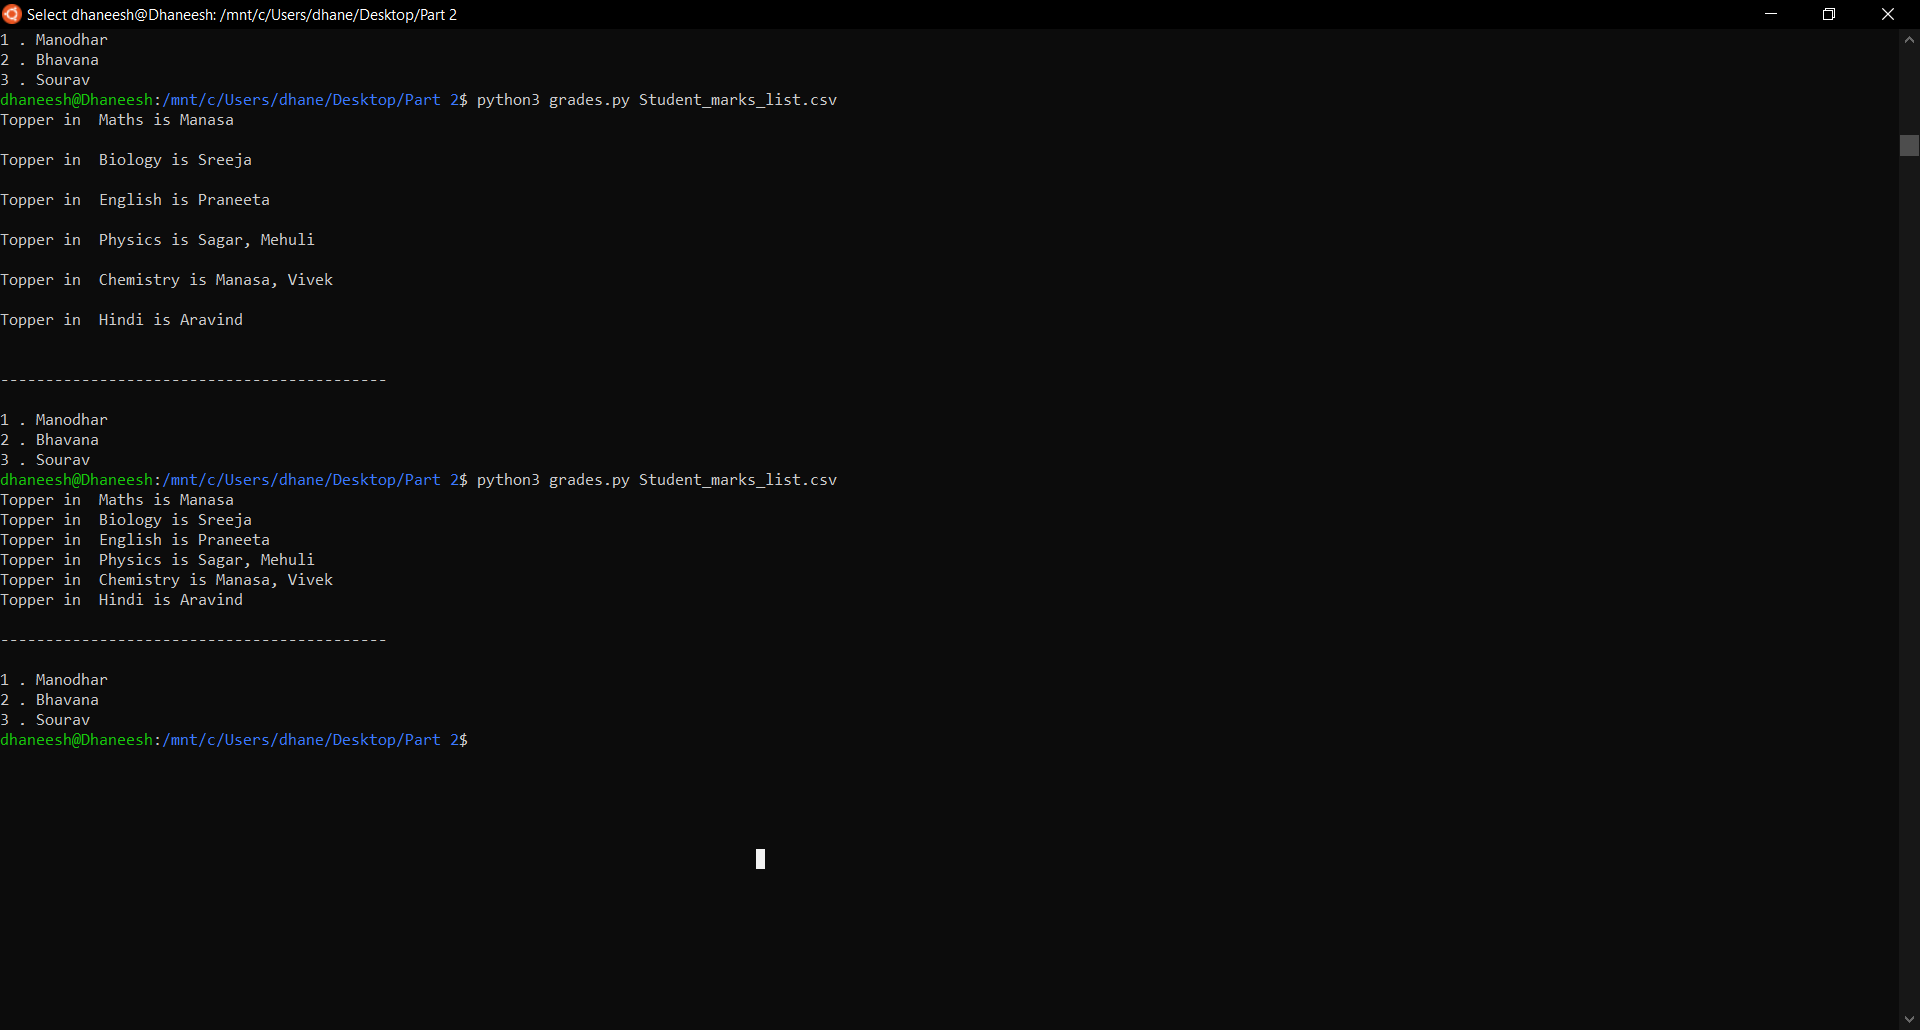 Select dhaneesh@Dhaneesh: /mnt/c/Users/dhane/Desktop/Part 2
1 . Manodhar
2 . Bhavana
3 . Sourav
dhaneesh@Dhaneesh:/mnt/c/Users/dhane/Desktop/Part 2$ python3 grades.py Student_marks_list.csv
Topper in  Maths is Manasa
Topper in  Biology is Sreeja
Topper in  English is Praneeta
Topper in  Physics is Sagar, Mehuli
Topper in  Chemistry is Manasa, Vivek
Topper in  Hindi is Aravind
-------------------------------------------
1 . Manodhar
2 . Bhavana
3 . Sourav
dhaneesh@Dhaneesh:/mnt/c/Users/dhane/Desktop/Part 2$ python3 grades.py Student_marks_list.csv
Topper in  Maths is Manasa
Topper in  Biology is Sreeja
Topper in  English is Praneeta
Topper in  Physics is Sagar, Mehuli
Topper in  Chemistry is Manasa, Vivek
Topper in  Hindi is Aravind
-------------------------------------------
1 . Manodhar
2 . Bhavana
3 . Sourav
dhaneesh@Dhaneesh:/mnt/c/Users/dhane/Desktop/Part 2$